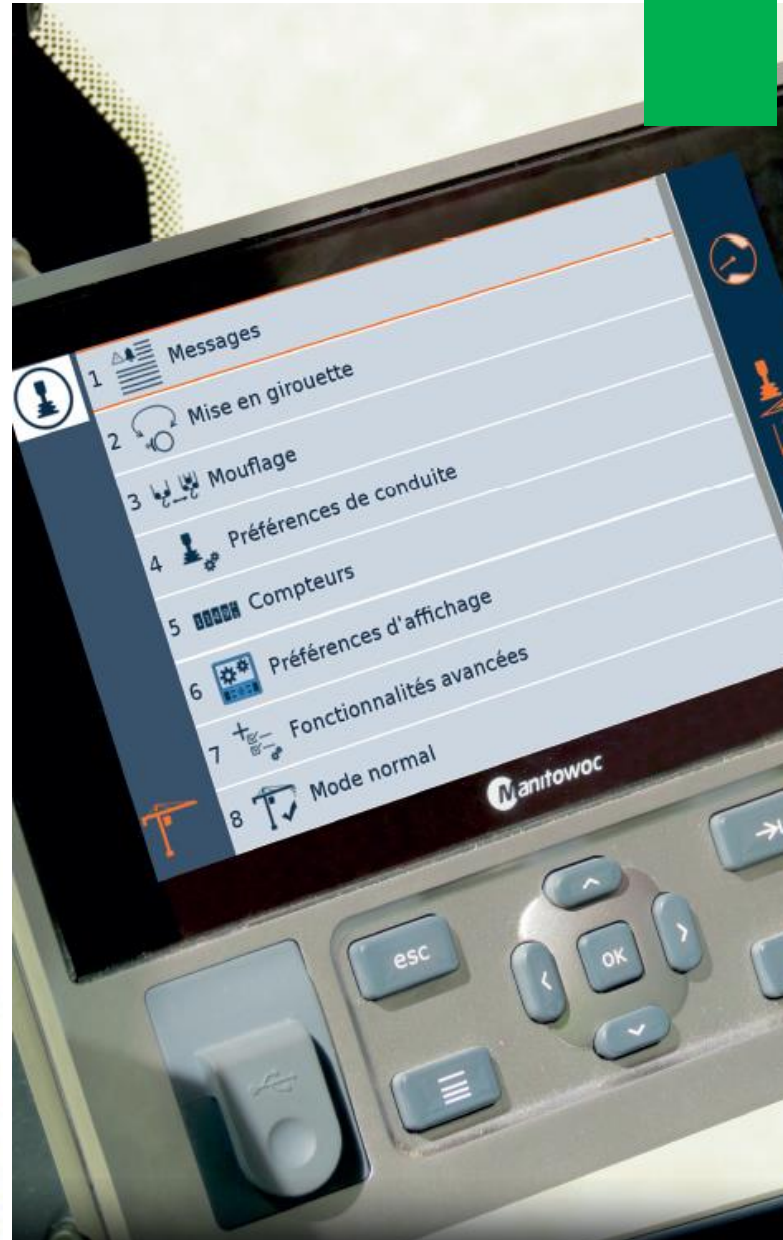 1 Messages
2 Mise en girouette
3 Mouflage
4 Préférences de conduite
5 Compteurs
6 Préférences d'affichage
7 Fonctionnalités avancées
8 Mode normal
Manitowoc
esc
OK